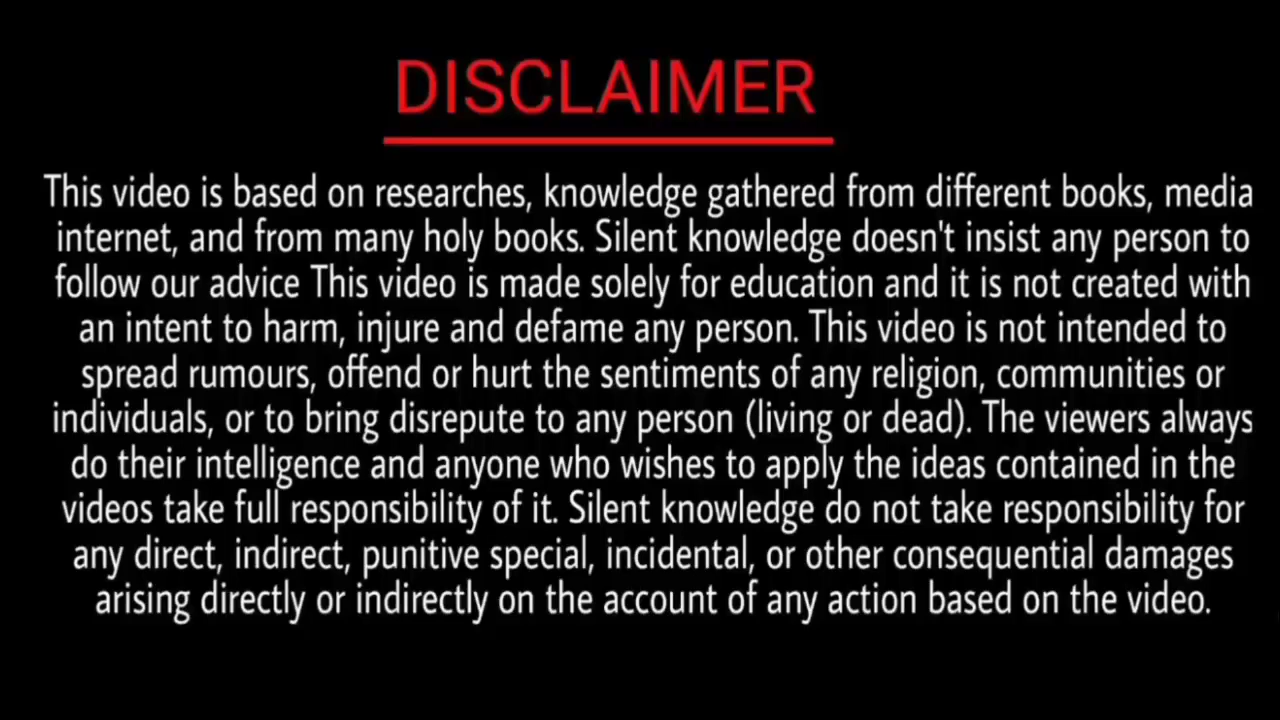 DISCLAIMER
This video is based on researches, knowledge gathered from different books, media
internet, and from many holy books. Silent knowledge doesn't insist any person to
follow our advice This video is made solely for education and it is not created with
an intent to harm, injure and defame any person. This video is not intended to
spread rumours, offend or hurt the sentiments of any religion, communities or
individuals, or to bring disrepute to any person (living or dead). The viewers always
do their intelligence and anyone who wishes to apply the ideas contained in the
videos take full responsibility of it. Silent knowledge do not take responsibility for
any direct, indirect, punitive special, incidental, or other consequential damages
arising directly or indirectly on the account of any action based on the video.